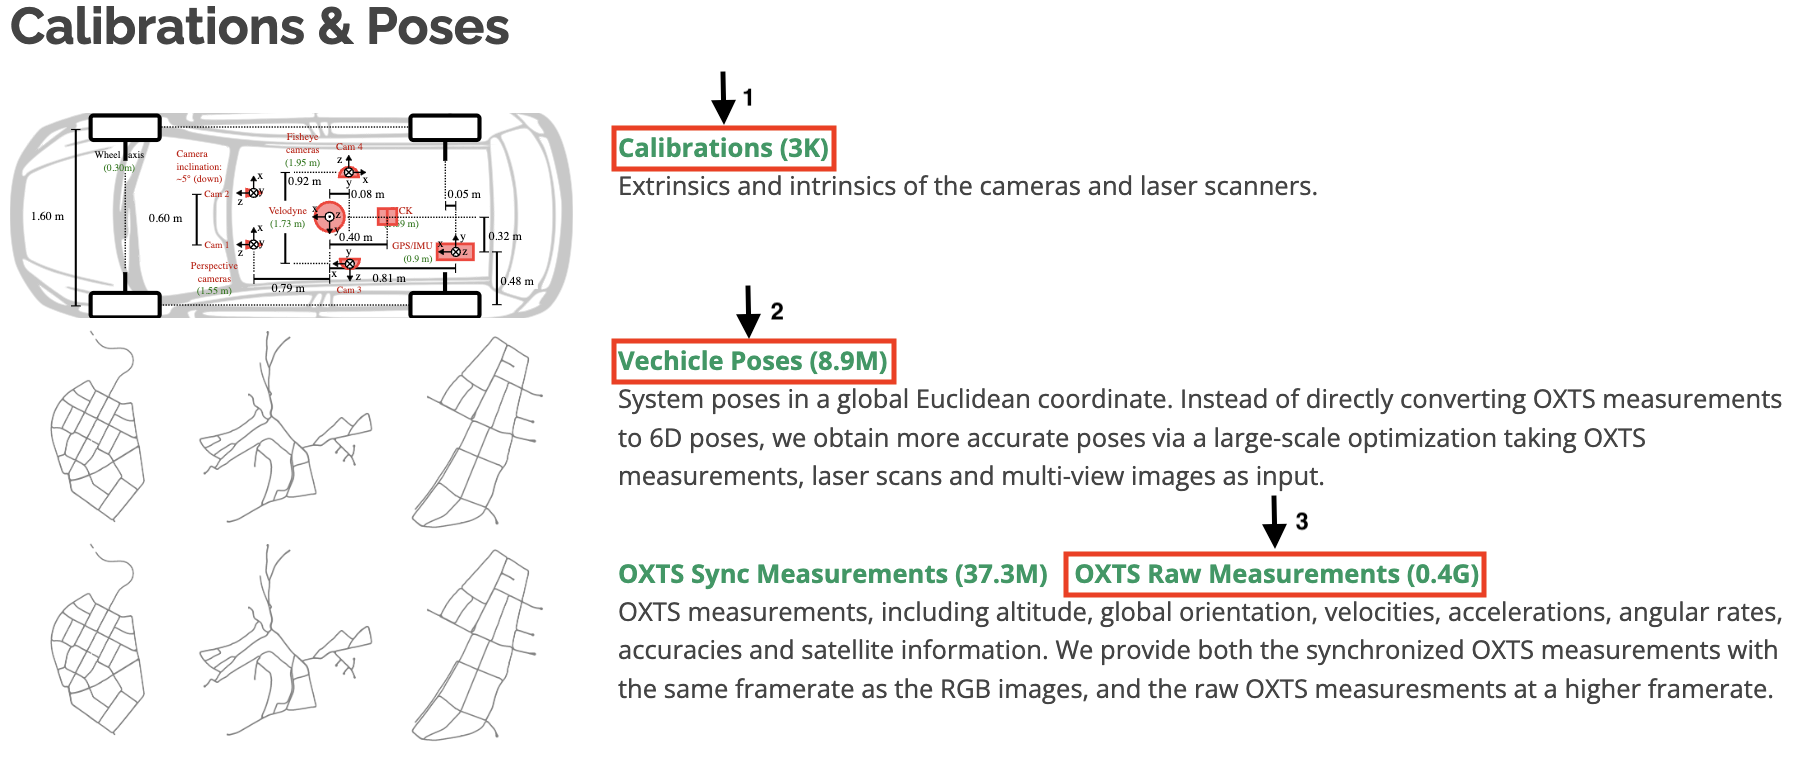 Calibrations & Poses
1
Calibrations (3K)
Extrinsics and intrinsics of the cameras and laser scanners.
Fisheye
cameras
(1.95 m)
Cam 4
Wheel axis
(0.30m)
Camera
inclination:
~5° (down)
z
x
y
x
0.92 m
Cam 2
y
z
0.08 m
0.05 m
1.60 m
0.60 m
Velodyne
(1.73 m)
x
z
y
CK
9 m)
0.40 m
x
Cam 1
y
z
GPS/IMU
(0.9 m)
y
x
z
0.32 m
Perspective
cameras
(1.55 m)
y
x
z
0.79 m
0.81 m
Cam 3
0.48 m
2
Vechicle Poses (8.9M)
System poses in a global Euclidean coordinate. Instead of directly converting OXTS measurements
to 6D poses, we obtain more accurate poses via a large-scale optimization taking OXTS
measurements, laser scans and multi-view images as input.
3
OXTS Sync Measurements (37.3M) OXTS Raw Measurements (0.4G)
OXTS measurements, including altitude, global orientation, velocities, accelerations, angular rates,
accuracies and satellite information. We provide both the synchronized OXTS measurements with
the same framerate as the RGB images, and the raw OXTS measuresments at a higher framerate.